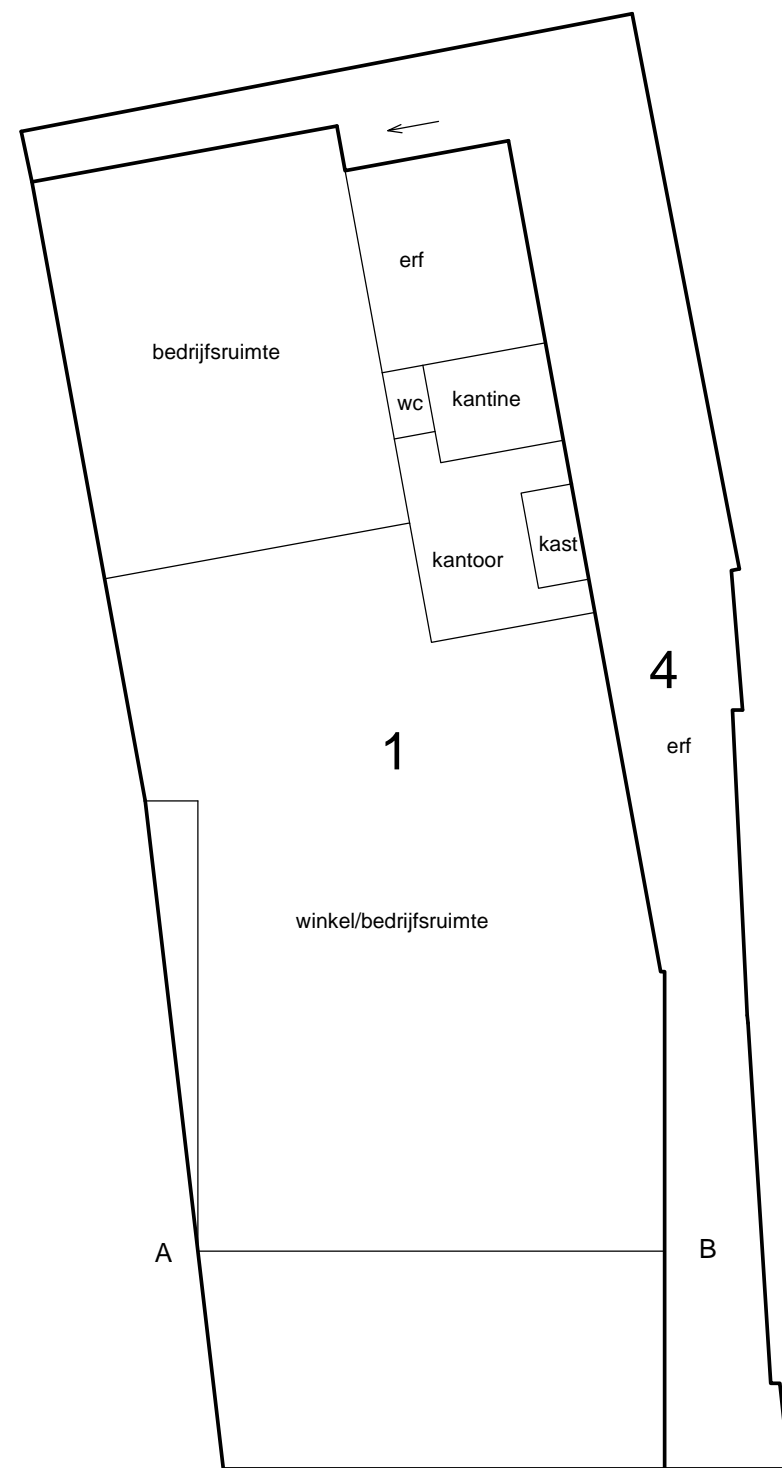 erf
bedrijfsruimte
wc
kantine
kantoor
kast
4
erf
1
winkel/bedrijfsruimte
A
B